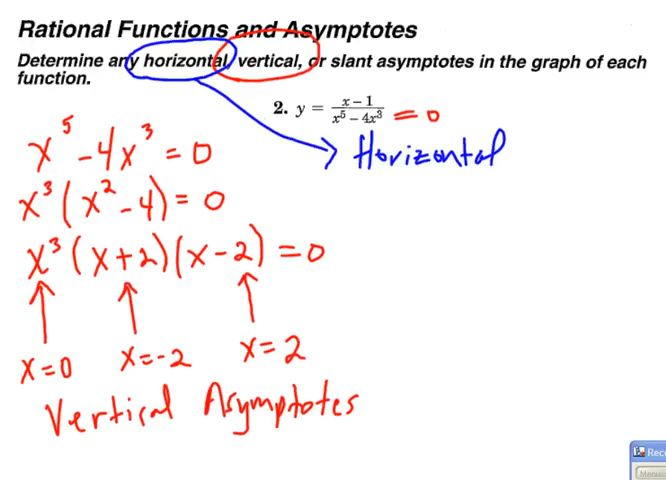 Rational Functions and Asymptotes
Determine any horizontal, vertical, or slant asymptotes in the graph of each
function.
2. y = x − 1 / x⁵ − 4x³ = 0
Horizontal
x⁵ - 4x³ = 0
x³ (x² - 4) = 0
x³ (x + 2)(x - 2) = 0
x = 0 x = -2 x = 2
Vertical Asymptotes
Rec
Menu